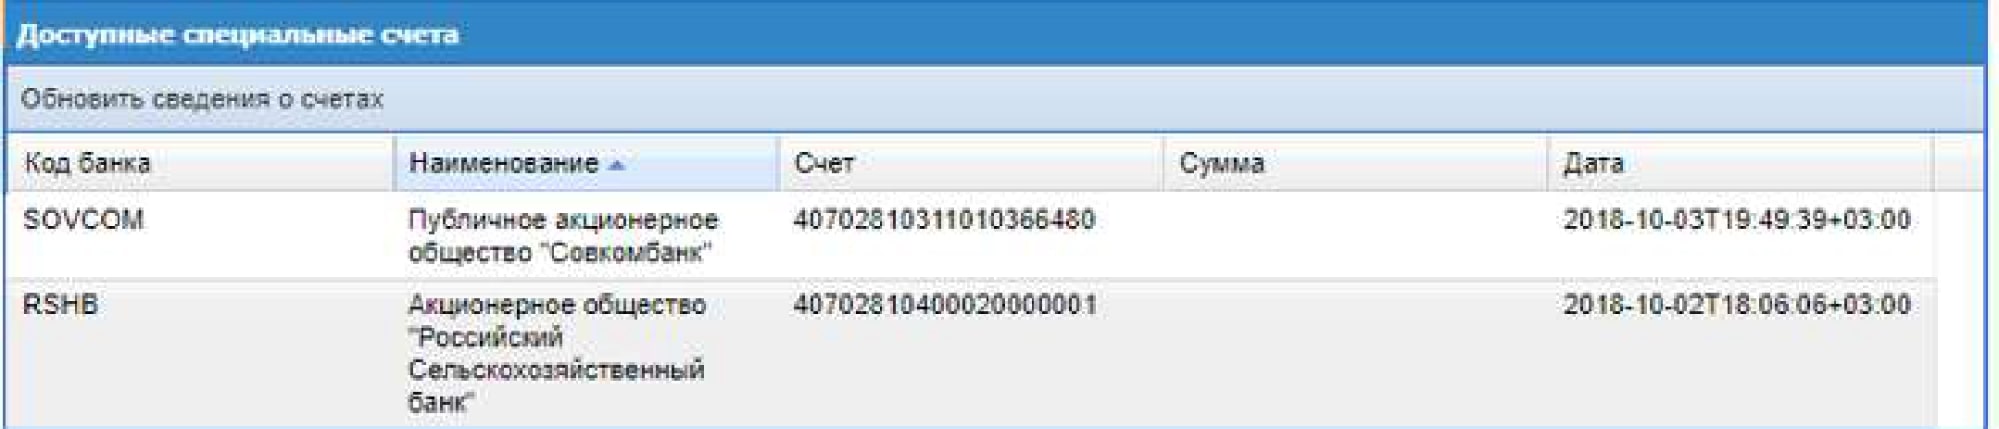 Доступные специальные счета
Обновить сведения о счетах
Код банка Наименование Счет Сумма Дата
SOVCOM Публичное акционерное 40702810311010366480 2018-10-03T19:49:39+03:00
общество "Совкомбанк"
RSHB Акционерное общество 40702810400020000001 2018-10-02T18:06:06+03:00
"Российский
Сельскохозяйственный
банк"